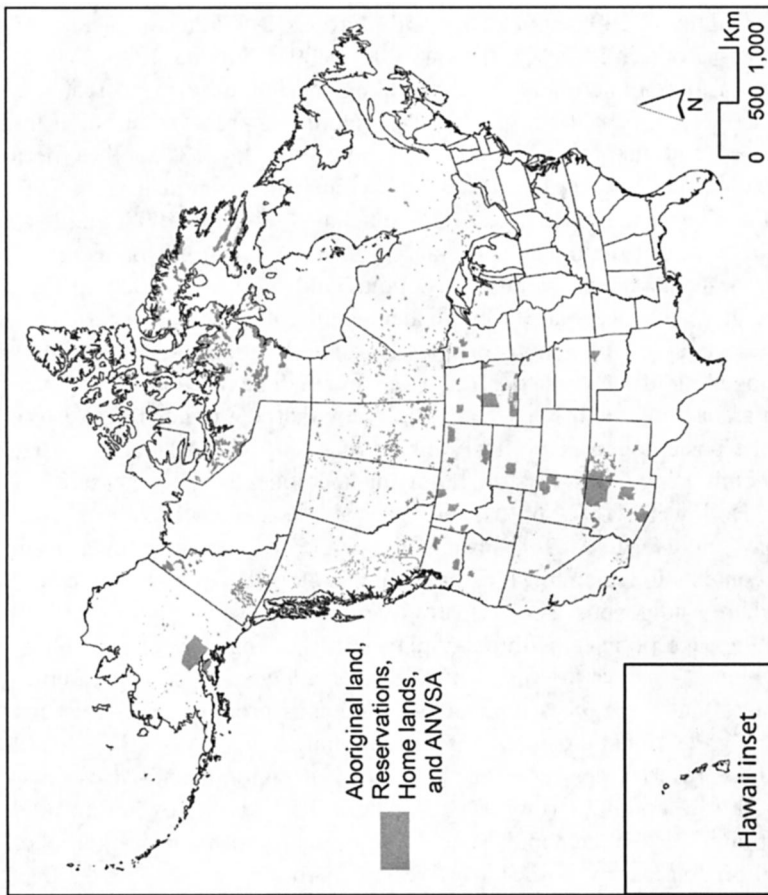 Aboriginal land,
Reservations,
Home lands,
and ANVSA
Hawaii inset
N
0 500 1,000
Km